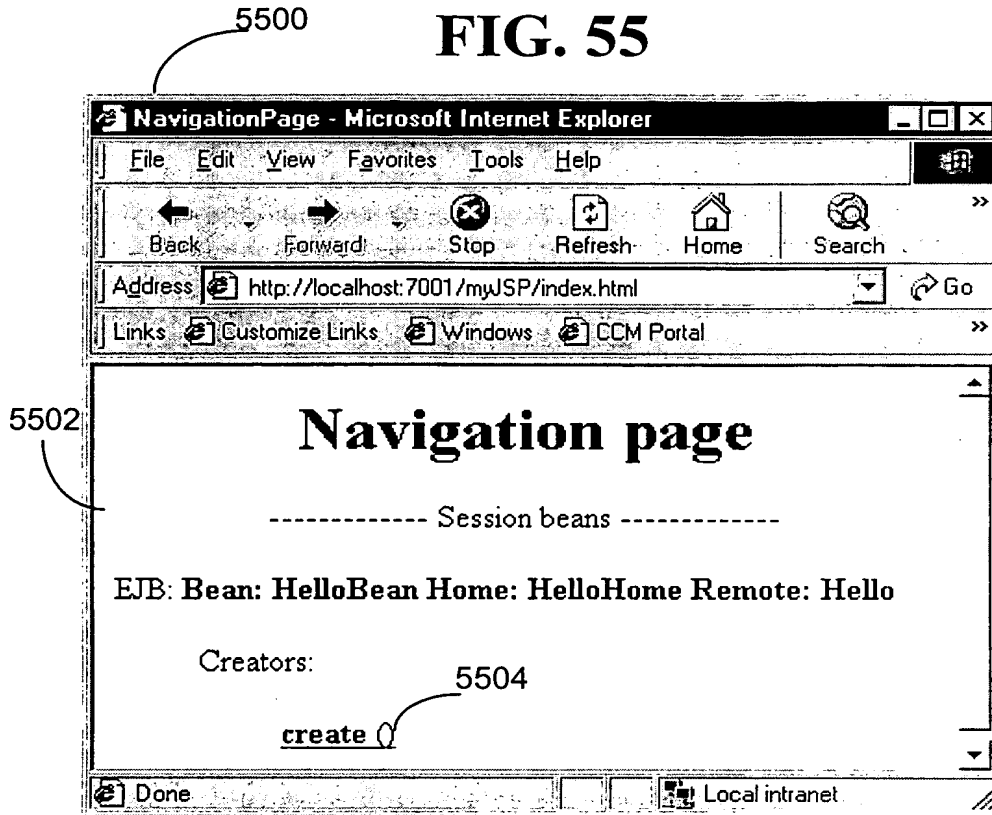 5500
FIG. 55
NavigationPage - Microsoft Internet Explorer
File Edit View Favorites Tools Help
Back Forward Stop Refresh Home Search »
Address http://localhost:7001/myJSP/index.html Go
Links Customize Links Windows CCM Portal »
5502
Navigation page
------------- Session beans -------------
EJB: Bean: HelloBean Home: HelloHome Remote: Hello
Creators:
5504
create ()
Done Local intranet